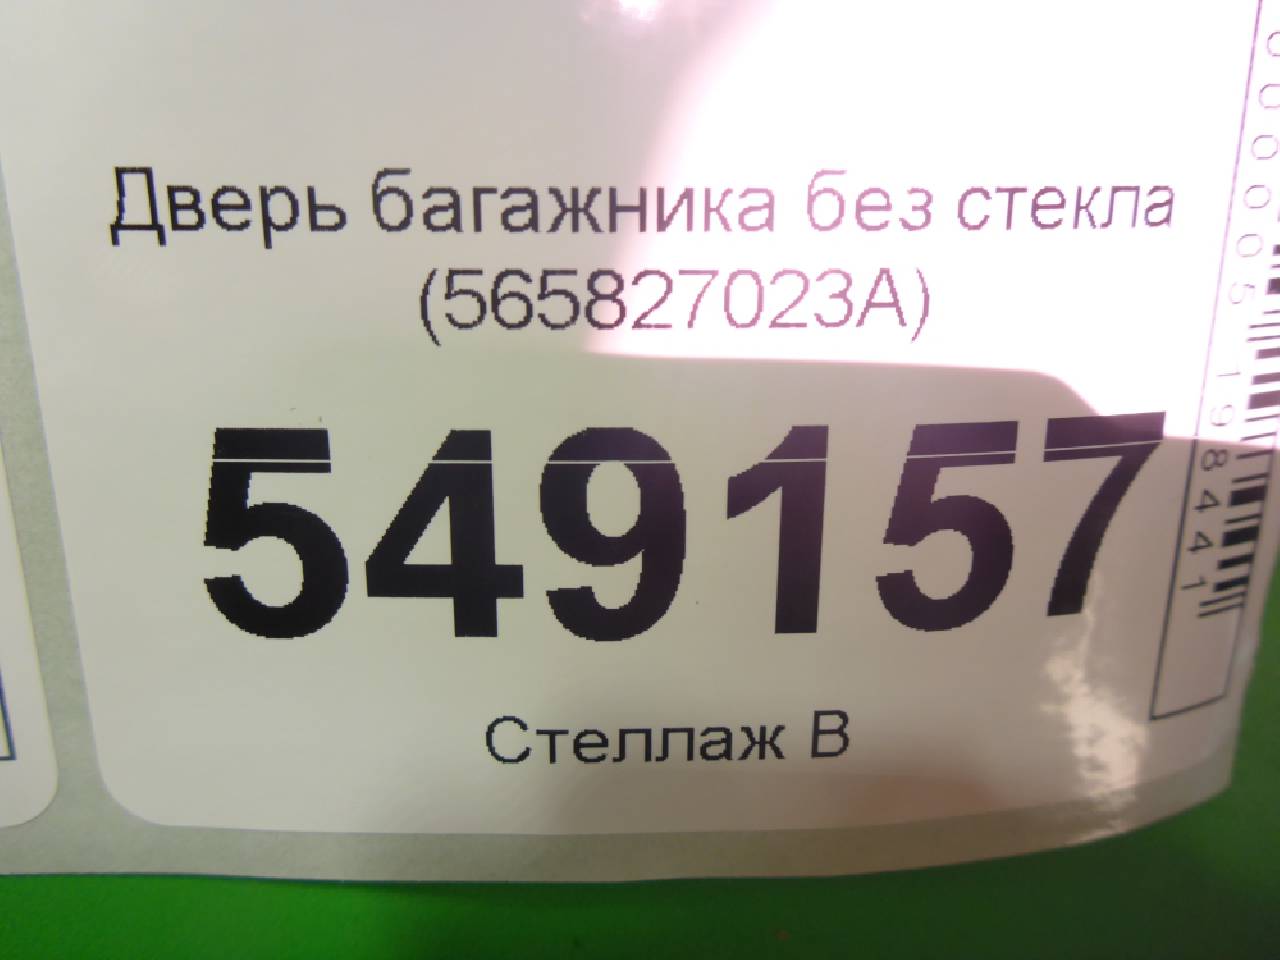 Дверь багажника без стекла
(565827023A)
549157
Стеллаж В